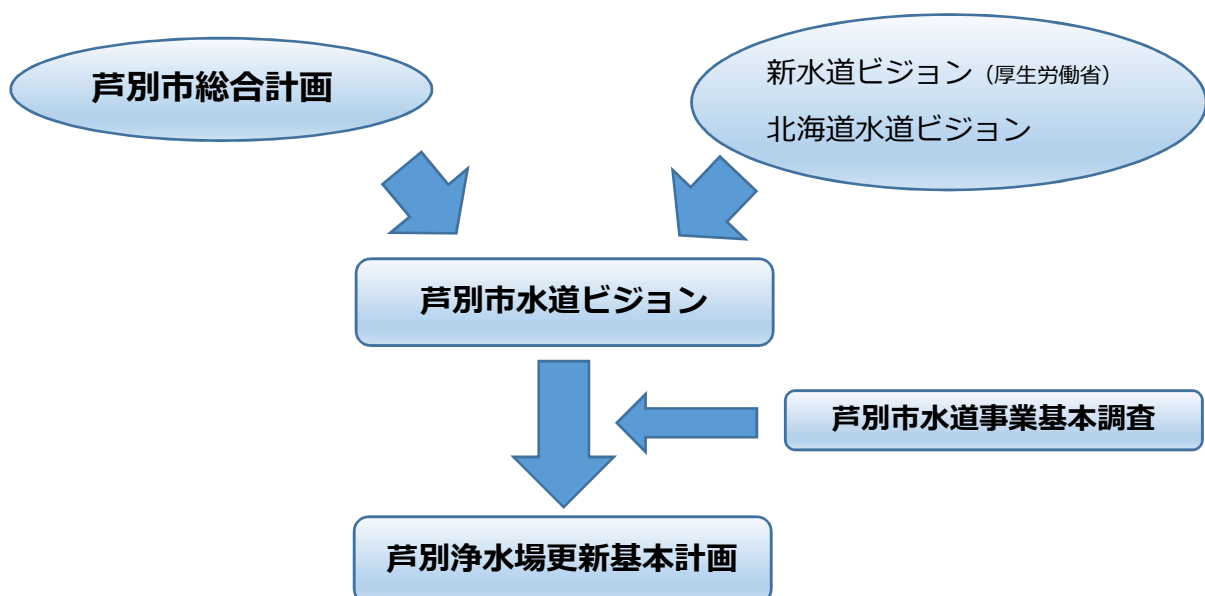 芦別市総合計画
新水道ビジョン（厚生労働省）
北海道水道ビジョン
芦別市水道ビジョン
芦別市水道事業基本調査
芦別浄水場更新基本計画